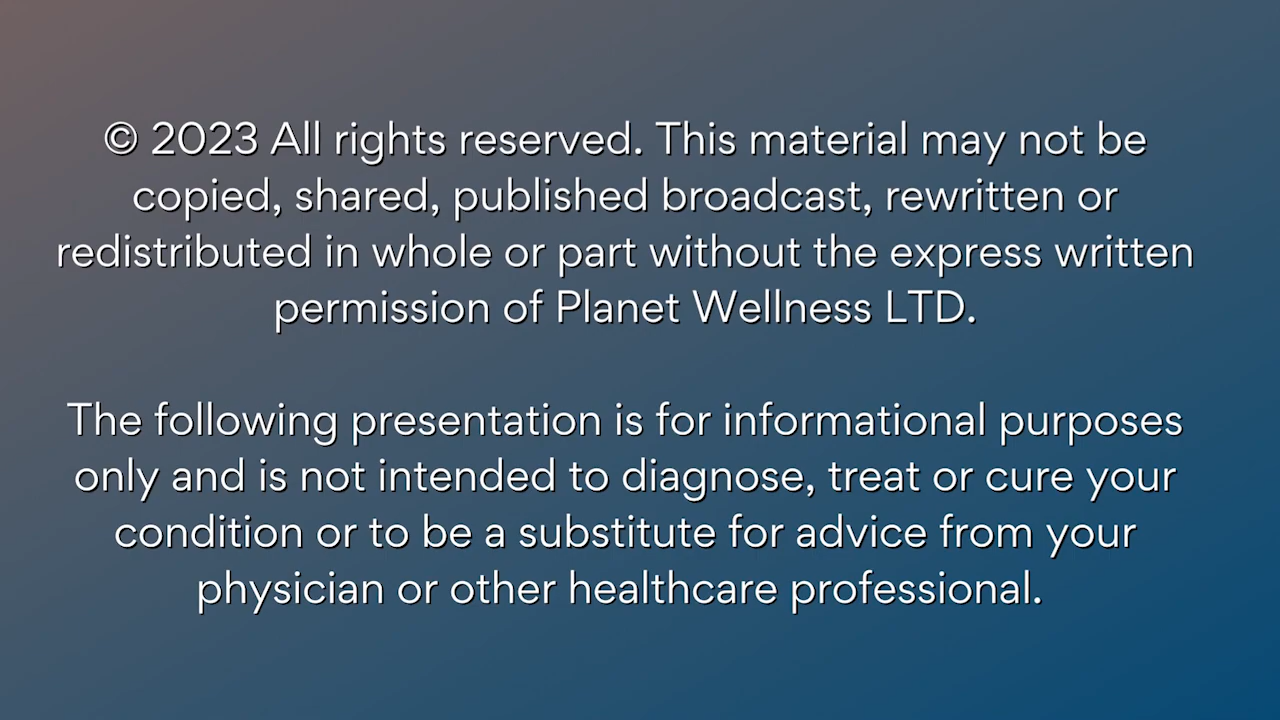 © 2023 All rights reserved. This material may not be
copied, shared, published broadcast, rewritten or
redistributed in whole or part without the express written
permission of Planet Wellness LTD.
The following presentation is for informational purposes
only and is not intended to diagnose, treat or cure your
condition or to be a substitute for advice from your
physician or other healthcare professional.